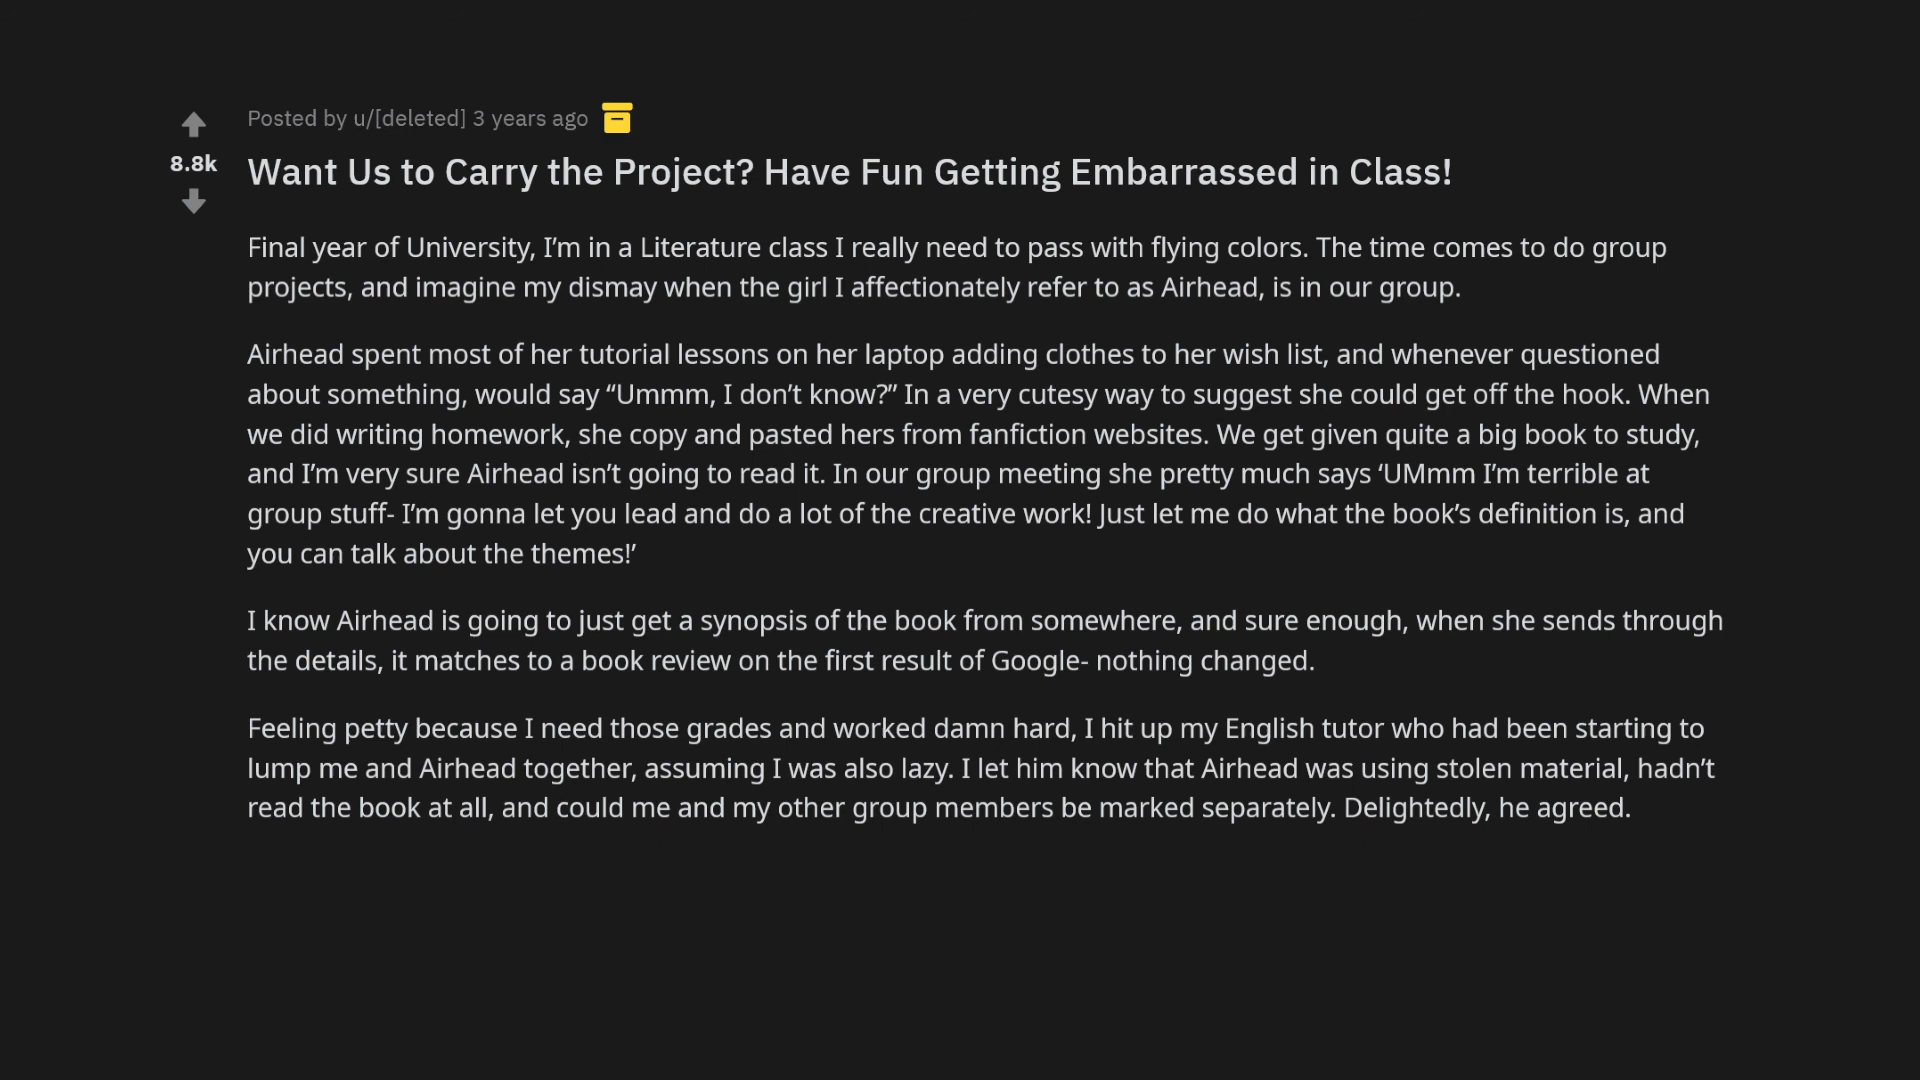 Posted by u/[deleted] 3 years ago
8.8k
Want Us to Carry the Project? Have Fun Getting Embarrassed in Class!
Final year of University, I’m in a Literature class I really need to pass with flying colors. The time comes to do group
projects, and imagine my dismay when the girl I affectionately refer to as Airhead, is in our group.
Airhead spent most of her tutorial lessons on her laptop adding clothes to her wish list, and whenever questioned
about something, would say “Ummm, I don’t know?” In a very cutesy way to suggest she could get off the hook. When
we did writing homework, she copy and pasted hers from fanfiction websites. We get given quite a big book to study,
and I’m very sure Airhead isn’t going to read it. In our group meeting she pretty much says ‘UMmm I’m terrible at
group stuff- I’m gonna let you lead and do a lot of the creative work! Just let me do what the book’s definition is, and
you can talk about the themes!’
I know Airhead is going to just get a synopsis of the book from somewhere, and sure enough, when she sends through
the details, it matches to a book review on the first result of Google- nothing changed.
Feeling petty because I need those grades and worked damn hard, I hit up my English tutor who had been starting to
lump me and Airhead together, assuming I was also lazy. I let him know that Airhead was using stolen material, hadn’t
read the book at all, and could me and my other group members be marked separately. Delightedly, he agreed.